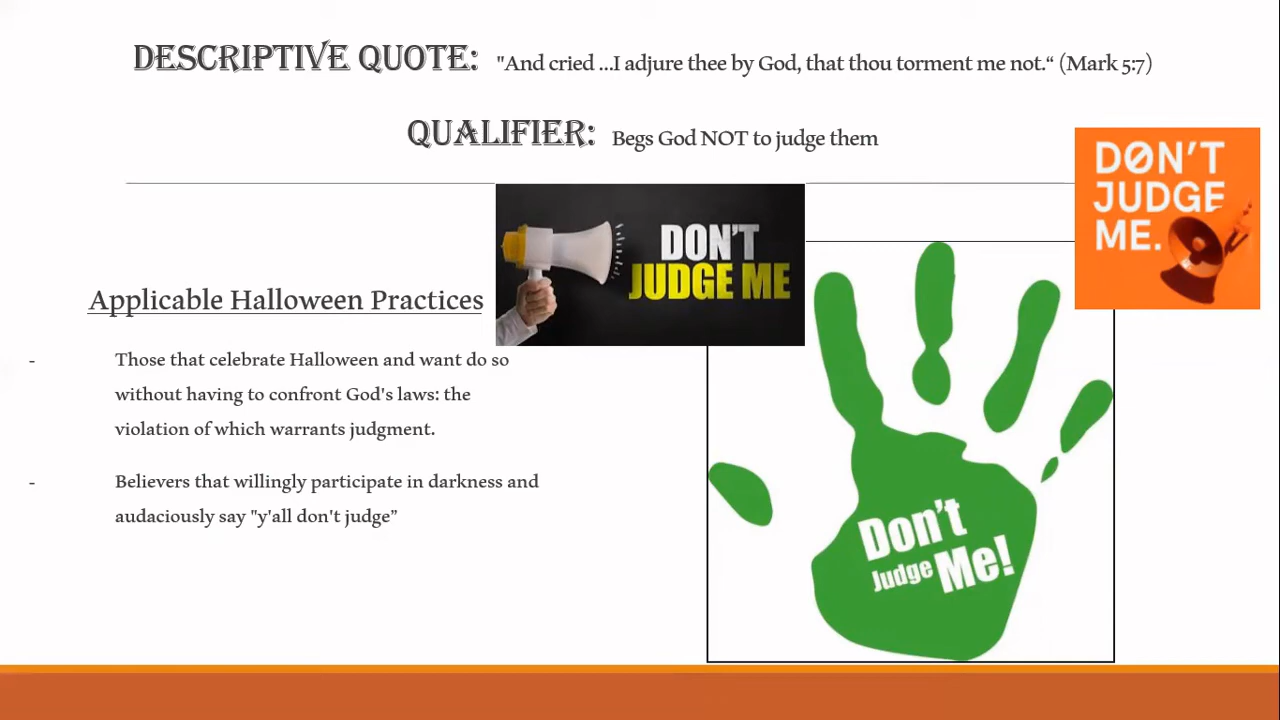 DESCRIPTIVE QUOTE: "And cried ...I adjure thee by God, that thou torment me not.“ (Mark 5:7)
QUALIFIER: Begs God NOT to judge them
DON'T
JUDGE
ME.
DON'T
JUDGE ME
Applicable Halloween Practices
- Those that celebrate Halloween and want do so
without having to confront God's laws: the
violation of which warrants judgment.
- Believers that willingly participate in darkness and
audaciously say "y'all don't judge”
Don't
Judge Me!